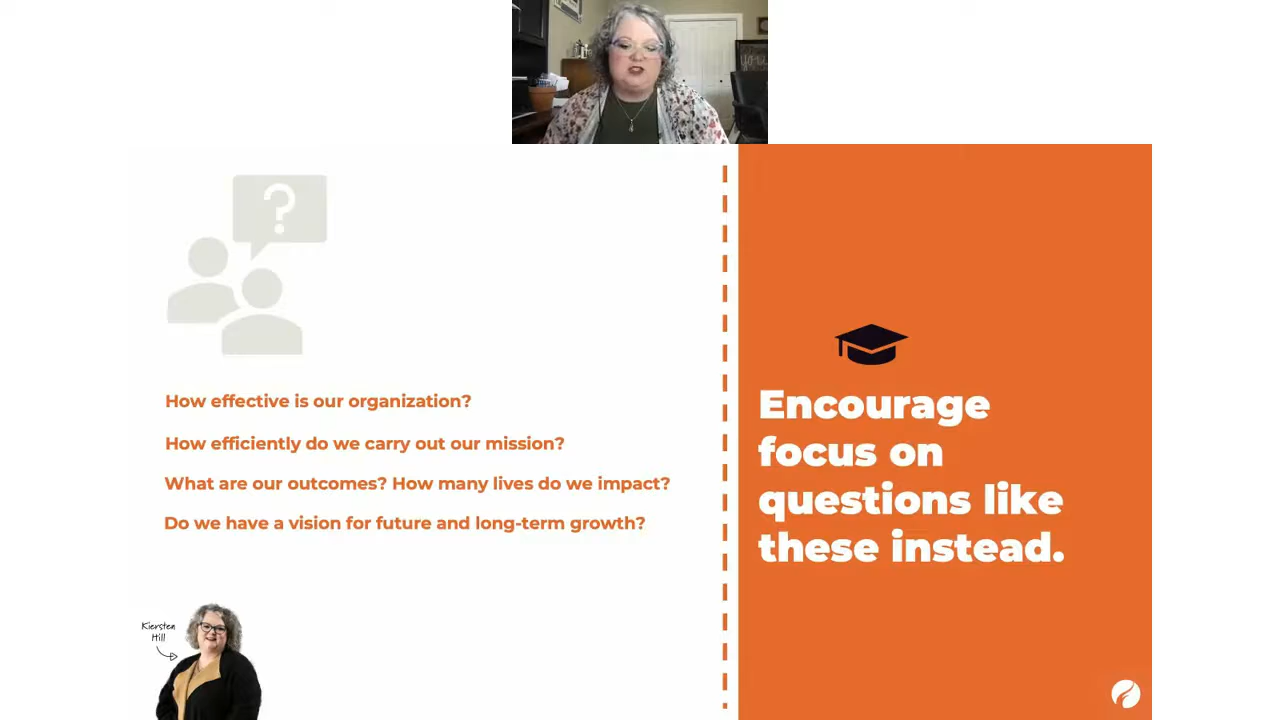 How effective is our organization?
How efficiently do we carry out our mission?
What are our outcomes? How many lives do we impact?
Do we have a vision for future and long-term growth?
Kiersten
Hill
Encourage
focus on
questions like
these instead.